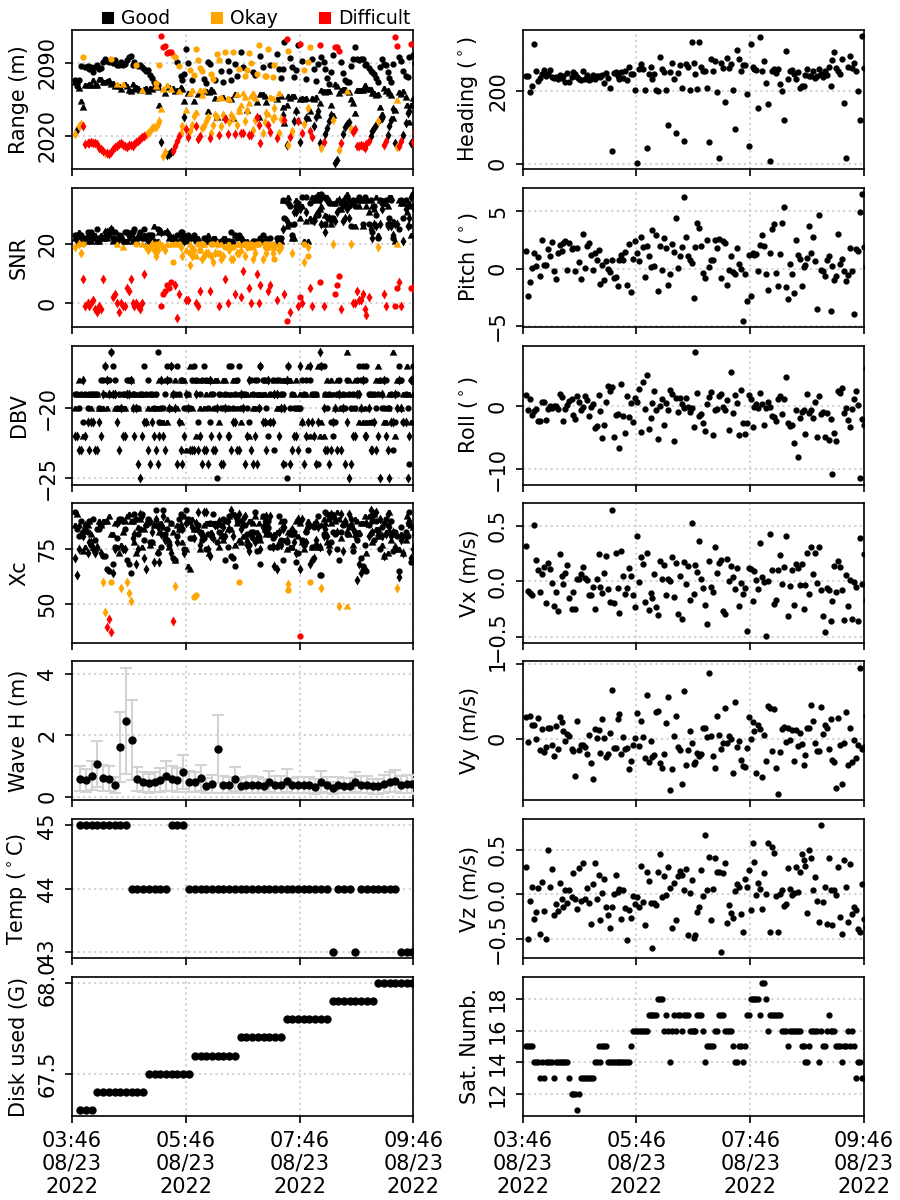 Good Okay Difficult
Range (m)
2090
2020
Heading (°)
200
0
SNR
20
0
Pitch (°)
5
0
−5
DBV
−20
−25
Roll (°)
0
−10
Xc
75
50
Vx (m/s)
0.5
0.0
−0.5
Wave H (m)
4
2
0
Vy (m/s)
1
0
Temp (°C)
45
44
43
Vz (m/s)
0.5
0.0
−0.5
Disk used (G)
68.0
67.5
Sat. Numb.
18
16
14
12
03:46 05:46 07:46 09:46
08/23 08/23 08/23 08/23
2022 2022 2022 2022
03:46 05:46 07:46 09:46
08/23 08/23 08/23 08/23
2022 2022 2022 2022